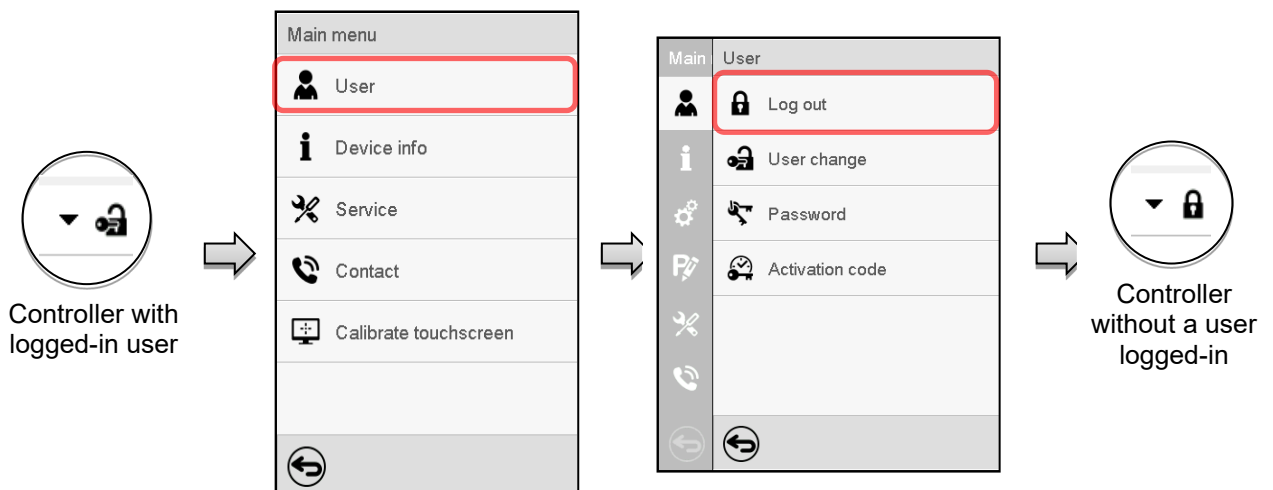 Controller with
logged-in user
Main menu
User
Device info
Service
Contact
Calibrate touchscreen
Main
User
Log out
User change
Password
Activation code
Controller
without a user
logged-in